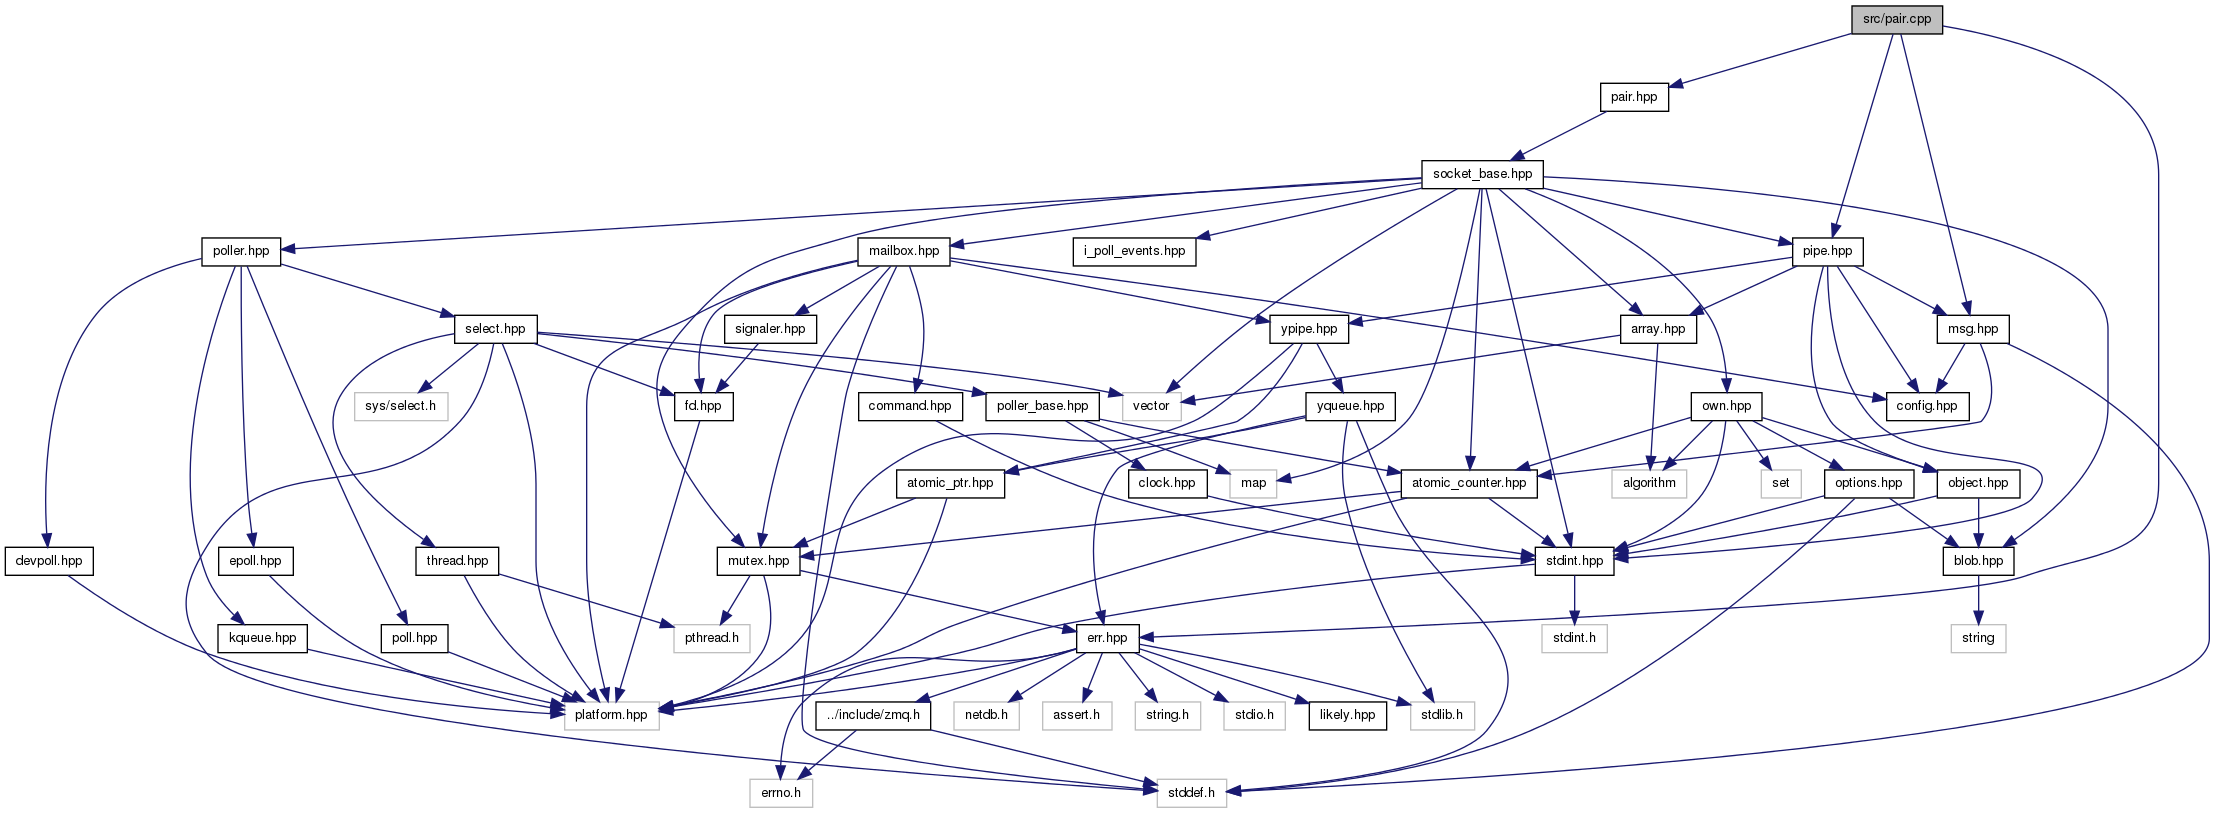 src/pair.cpp
pair.hpp
socket_base.hpp
poller.hpp
mailbox.hpp
i_poll_events.hpp
pipe.hpp
select.hpp
signaler.hpp
ypipe.hpp
array.hpp
msg.hpp
sys/select.h
fd.hpp
command.hpp
poller_base.hpp
vector
yqueue.hpp
own.hpp
config.hpp
atomic_ptr.hpp
clock.hpp
map
atomic_counter.hpp
algorithm
set
options.hpp
object.hpp
devpoll.hpp
epoll.hpp
thread.hpp
mutex.hpp
stdint.hpp
blob.hpp
kqueue.hpp
poll.hpp
pthread.h
err.hpp
stdint.h
string
platform.hpp
../include/zmq.h
netdb.h
assert.h
string.h
stdio.h
likely.hpp
stdlib.h
errno.h
stddef.h